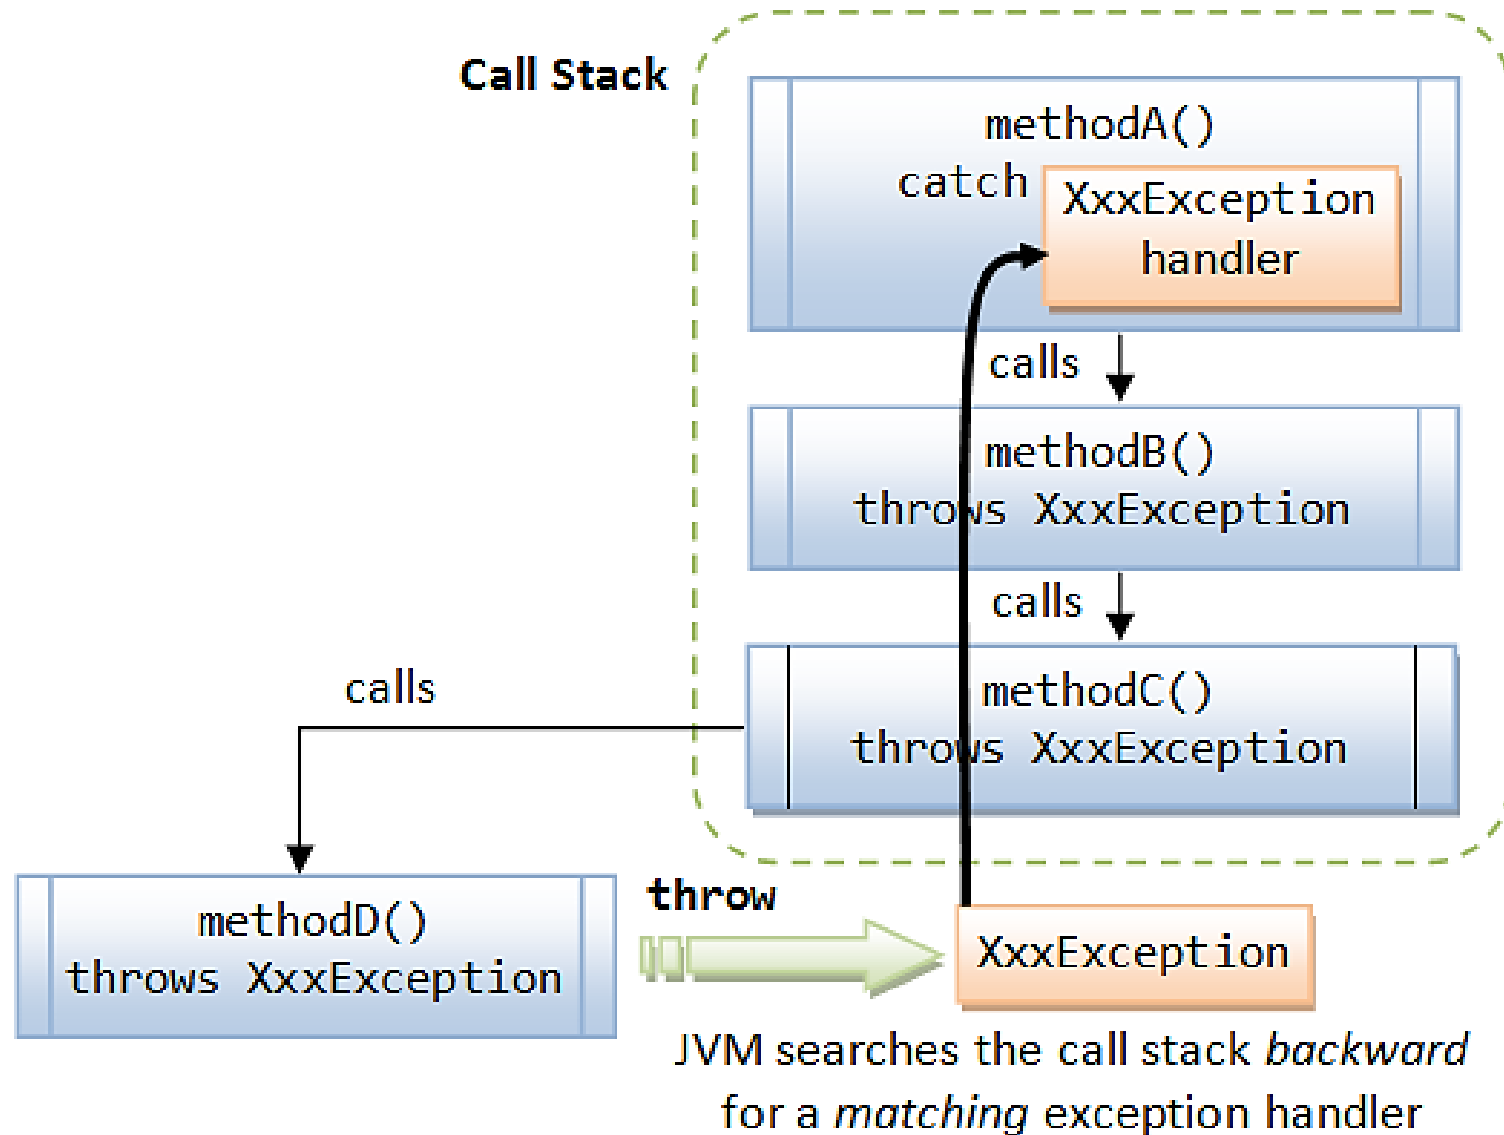 Call Stack
methodA()
catch
XxxException
handler
calls
methodB()
throws XxxException
calls
methodC()
throws XxxException
calls
methodD()
throws XxxException
throw
XxxException
JVM searches the call stack backward
for a matching exception handler